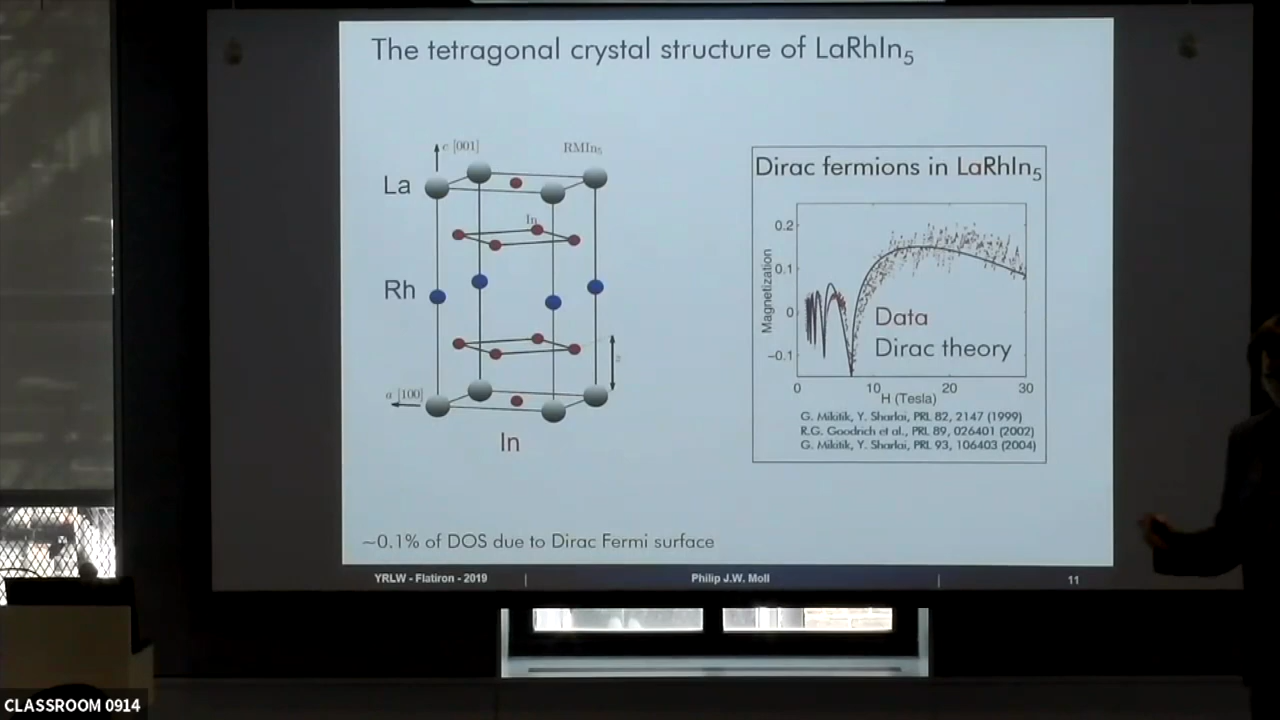 The tetragonal crystal structure of LaRhIn5
c [001]
RMIn5
La
In
Rh
z
a [100]
In
Dirac fermions in LaRhIn5
0.2
0.1
0
−0.1
Magnetization
Data
Dirac theory
0
10
20
30
H (Tesla)
G. Mikitik, Y. Sharlai, PRL 82, 2147 (1999)
R.G. Goodrich et al., PRL 89, 026401 (2002)
G. Mikitik, Y. Sharlai, PRL 93, 106403 (2004)
~0.1% of DOS due to Dirac Fermi surface
YRLW - Flatiron - 2019 | Philip J.W. Moll | 11
CLASSROOM 0914